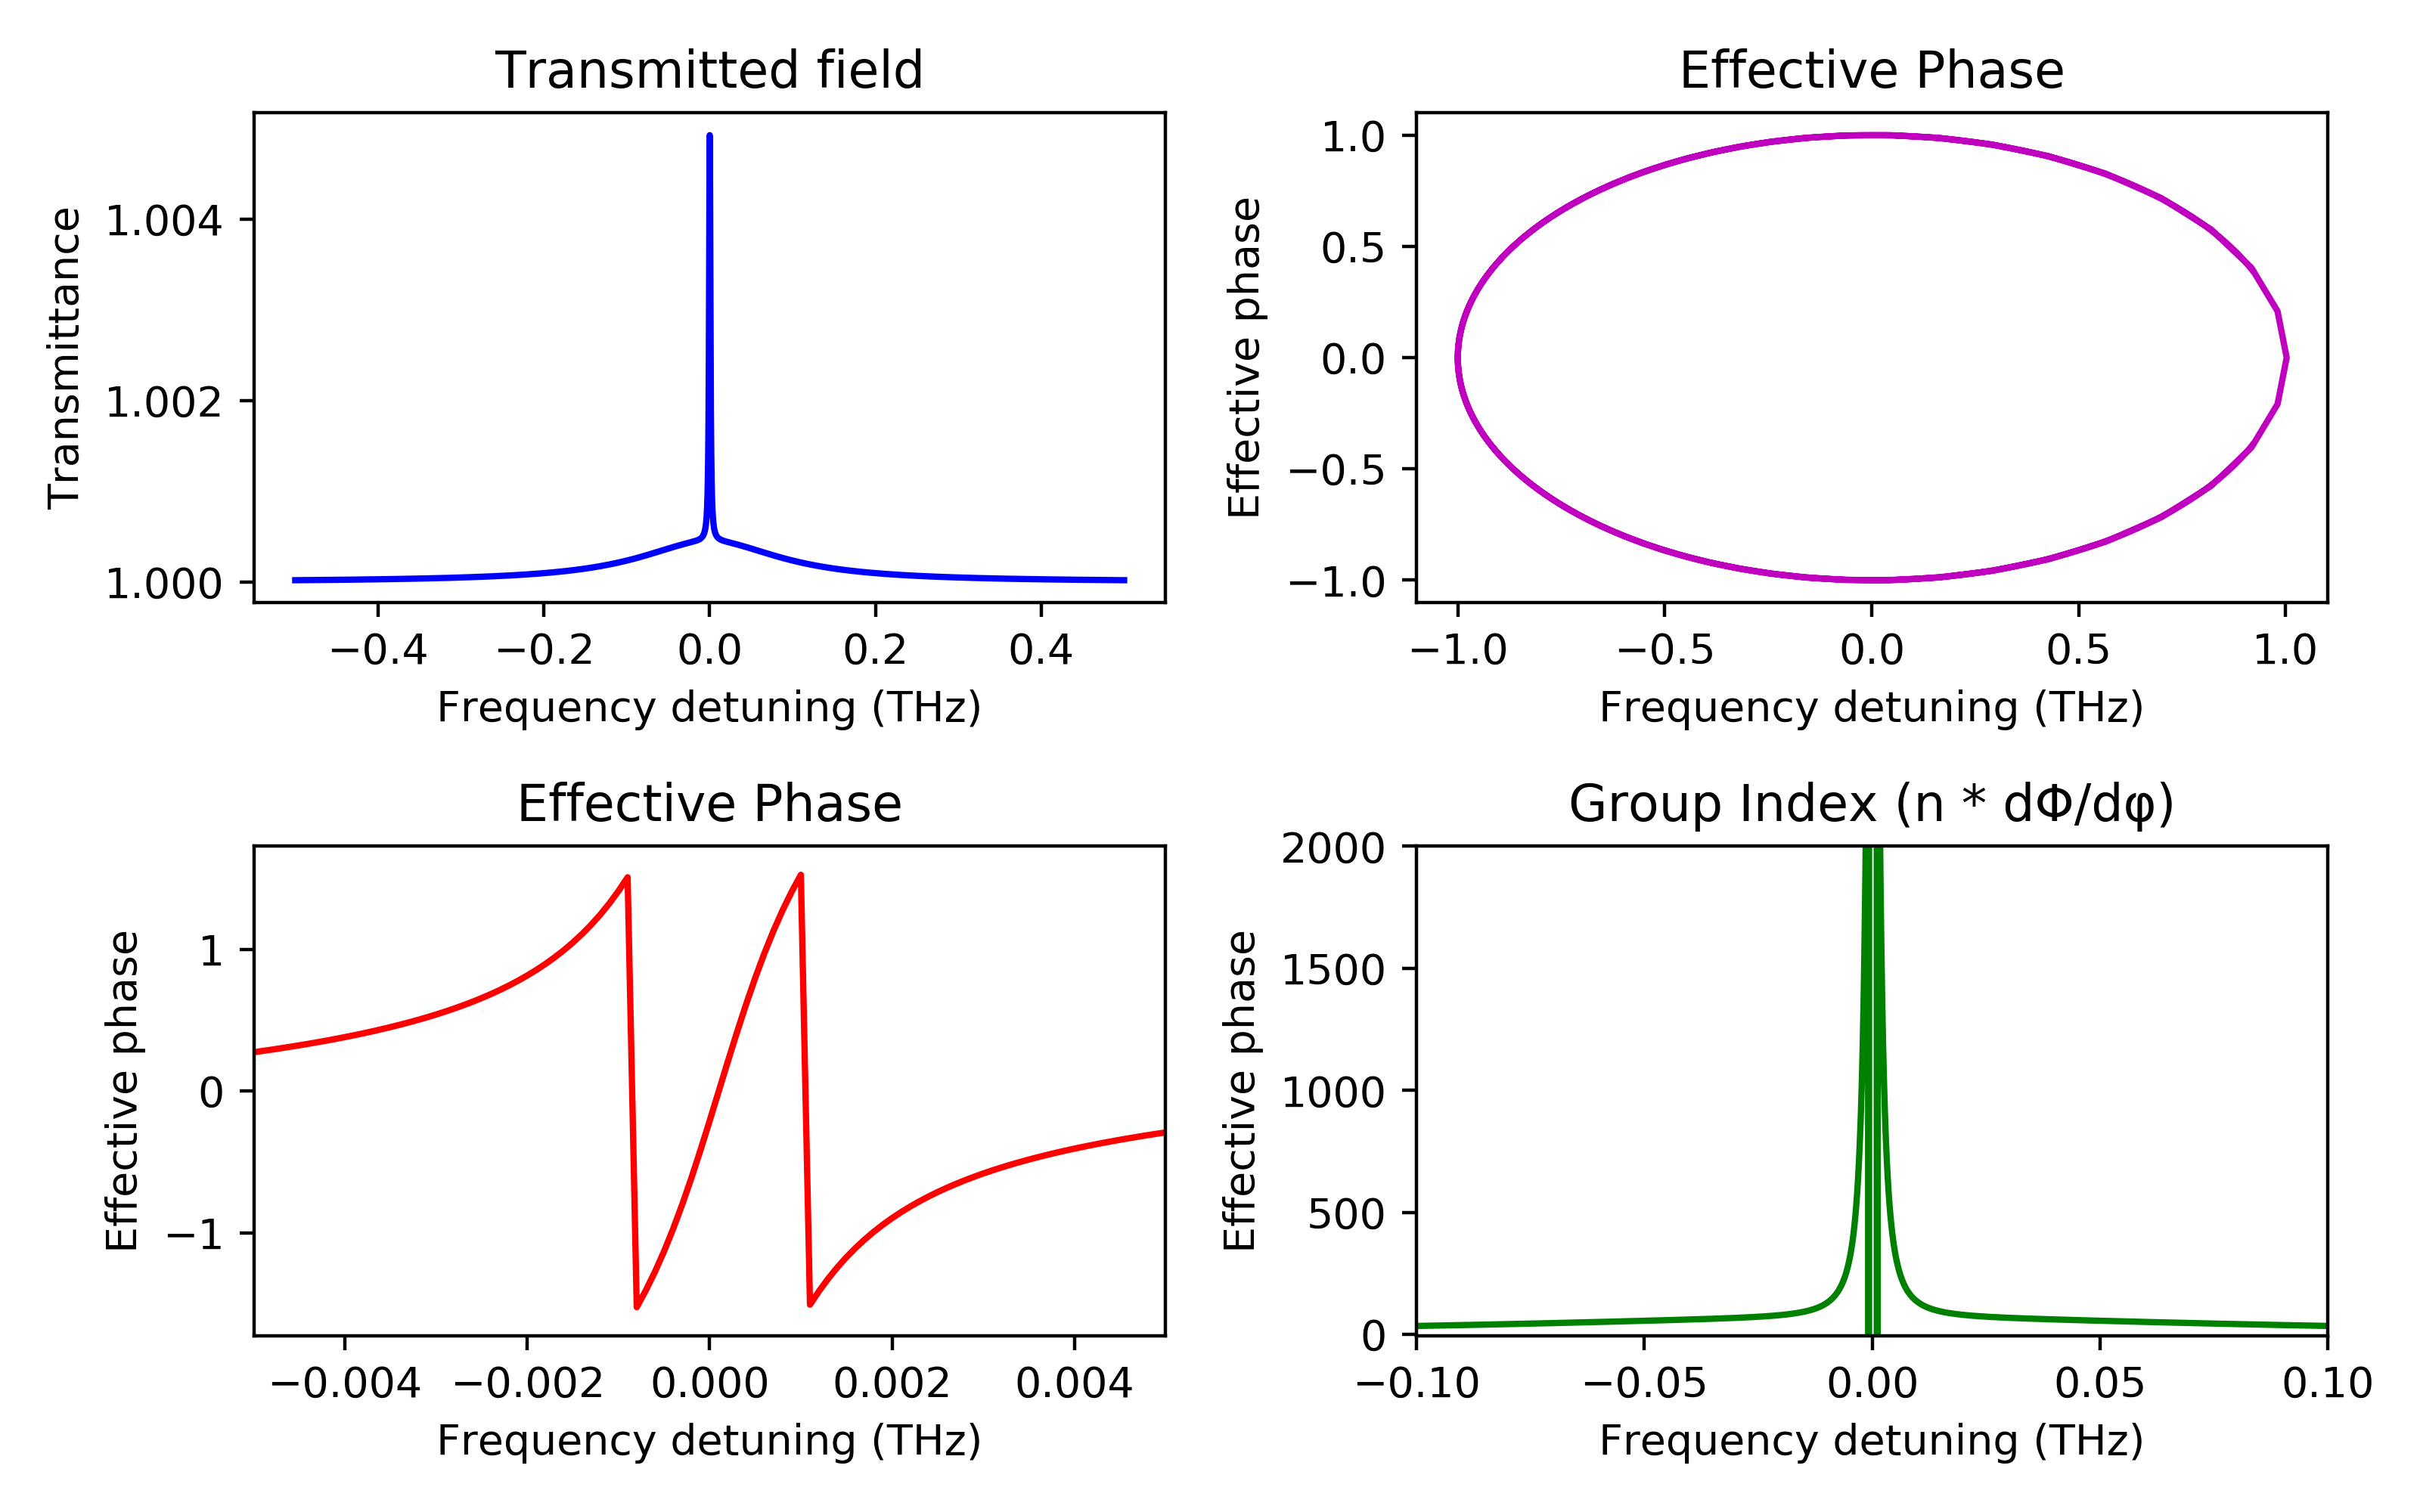 Transmitted field
Transmittance
1.004
1.002
1.000
−0.4 −0.2 0.0 0.2 0.4
Frequency detuning (THz)
Effective Phase
Effective phase
1.0
0.5
0.0
−0.5
−1.0
−1.0 −0.5 0.0 0.5 1.0
Frequency detuning (THz)
Effective Phase
Effective phase
1
0
−1
−0.004 −0.002 0.000 0.002 0.004
Frequency detuning (THz)
Group Index (n * dΦ/dφ)
Effective phase
2000
1500
1000
500
0
−0.10 −0.05 0.00 0.05 0.10
Frequency detuning (THz)